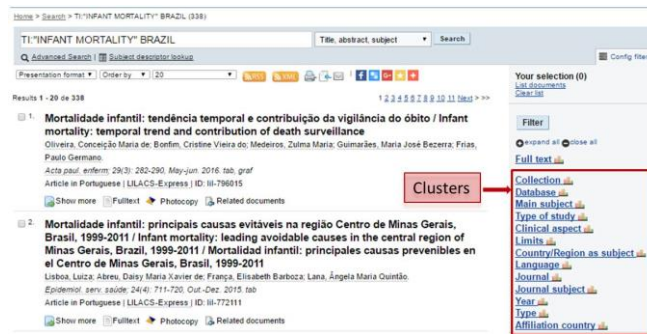 Home > Search > TI:"INFANT MORTALITY" BRAZIL (338)
TI:"INFANT MORTALITY" BRAZIL
Title, abstract, subject
Search
Advanced Search | Subject descriptor lookup
Config filter
Presentation format
Order by
20
RSS
XML
Your selection (0)
List documents
Clear list
Results 1 - 20 de 338
1 2 3 4 5 6 7 8 9 10 11 Next > >>
1. Mortalidade infantil: tendência temporal e contribuição da vigilância do óbito / Infant
mortality: temporal trend and contribution of death surveillance
Oliveira, Conceição Maria de; Bonfim, Cristine Vieira do; Medeiros, Zulma Maria; Guimarães, Maria José Bezerra; Frias,
Paulo Germano.
Acta paul. enferm; 29(3): 282-290, May-jun. 2016. tab, graf
Article in Portuguese | LILACS-Express | ID: lil-796015
Show more Fulltext Photocopy Related documents
2. Mortalidade infantil: principais causas evitáveis na região Centro de Minas Gerais,
Brasil, 1999-2011 / Infant mortality: leading avoidable causes in the central region of
Minas Gerais, Brazil, 1999-2011 / Mortalidad infantil: principales causas prevenibles en
el Centro de Minas Gerais, Brasil, 1999-2011
Lisboa, Luiza; Abreu, Daisy Maria Xavier de; França, Elisabeth Barboza; Lana, Ângela Maria Quintão.
Epidemiol. serv. saúde; 24(4): 711-720, Out.-Dez. 2015. tab
Article in Portuguese | LILACS-Express | ID: lil-772111
Show more Fulltext Photocopy Related documents
Clusters
Filter
expand all close all
Full text
Collection
Database
Main subject
Type of study
Clinical aspect
Limits
Country/Region as subject
Language
Journal
Journal subject
Year
Type
Affiliation country